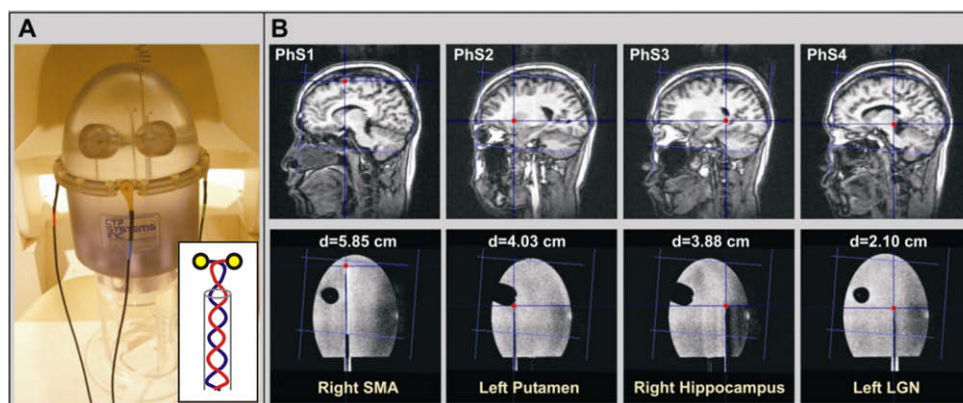 A
B
PhS1
PhS2
PhS3
PhS4
CTF
SYSTEMS
INC.
d=5.85 cm
d=4.03 cm
d=3.88 cm
d=2.10 cm
Right SMA
Left Putamen
Right Hippocampus
Left LGN